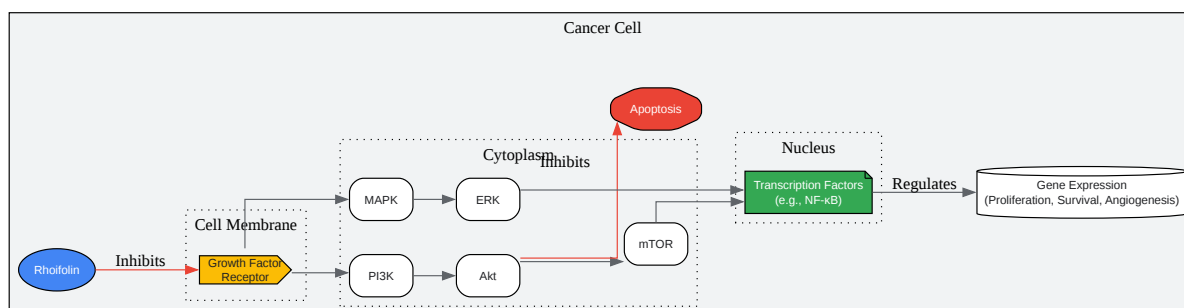 Cancer Cell
Apoptosis
Cytoplasm
Inhibits
Nucleus
MAPK
ERK
Transcription Factors
(e.g., NF-κB)
Regulates
Gene Expression
(Proliferation, Survival, Angiogenesis)
Cell Membrane
mTOR
Rhoifolin
Inhibits
Growth Factor
Receptor
PI3K
Akt